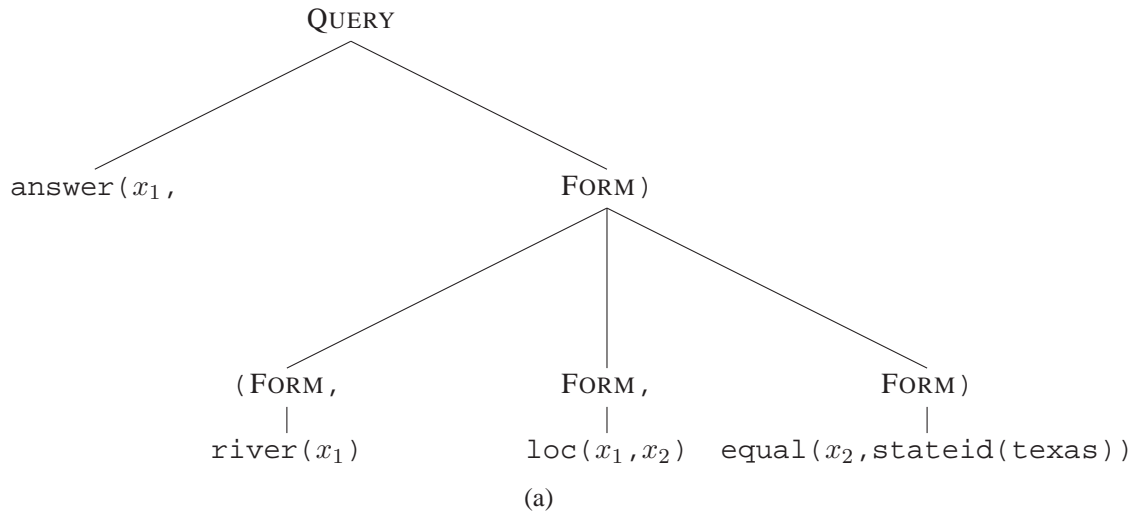 QUERY
answer(x₁, FORM)
(FORM, FORM, FORM)
river(x₁) loc(x₁,x₂) equal(x₂,stateid(texas))
(a)